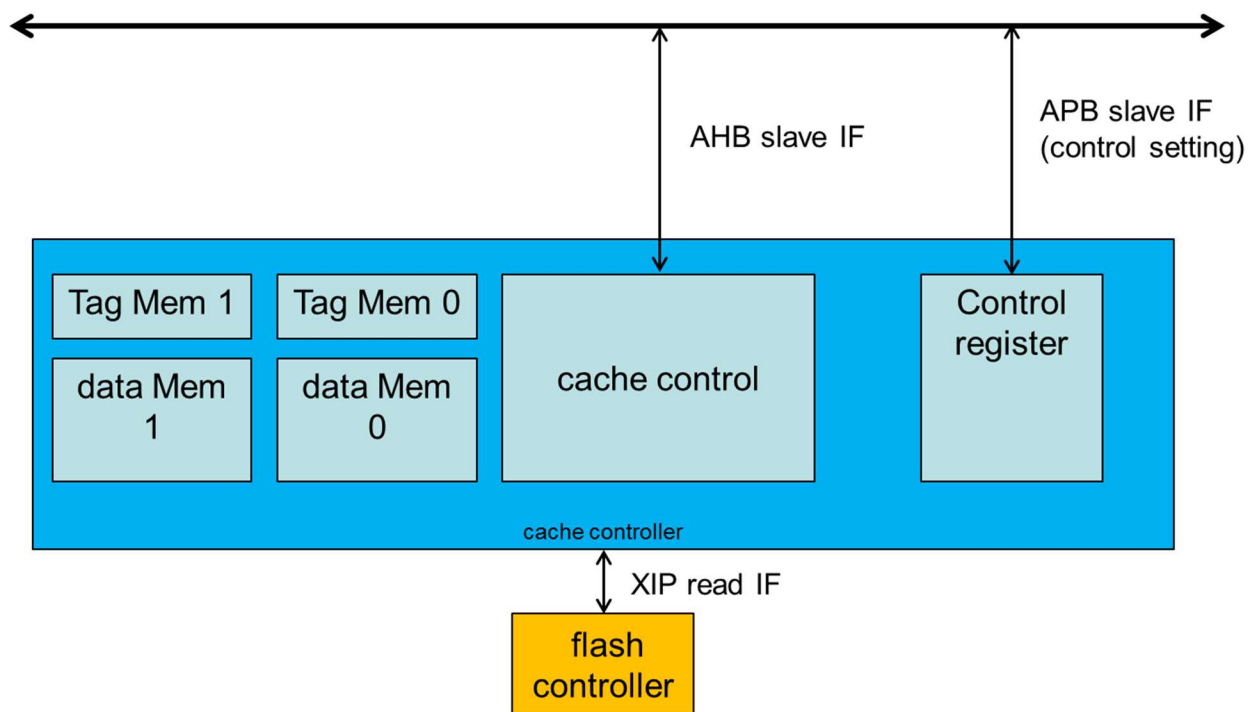 AHB slave IF
APB slave IF
(control setting)
Tag Mem 1
Tag Mem 0
data Mem
1
data Mem
0
cache control
Control
register
cache controller
XIP read IF
flash
controller